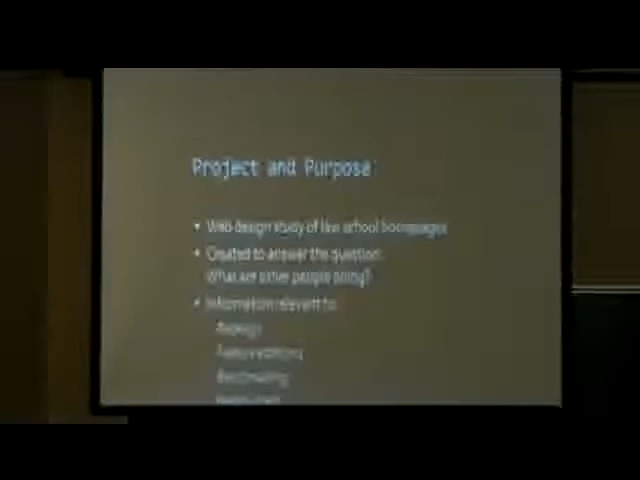 Project and Purpose
• Web design study of law school homepages
• Created to answer the question:
What are other people doing?
• Information relevant to:
Redesign
Benchmarking